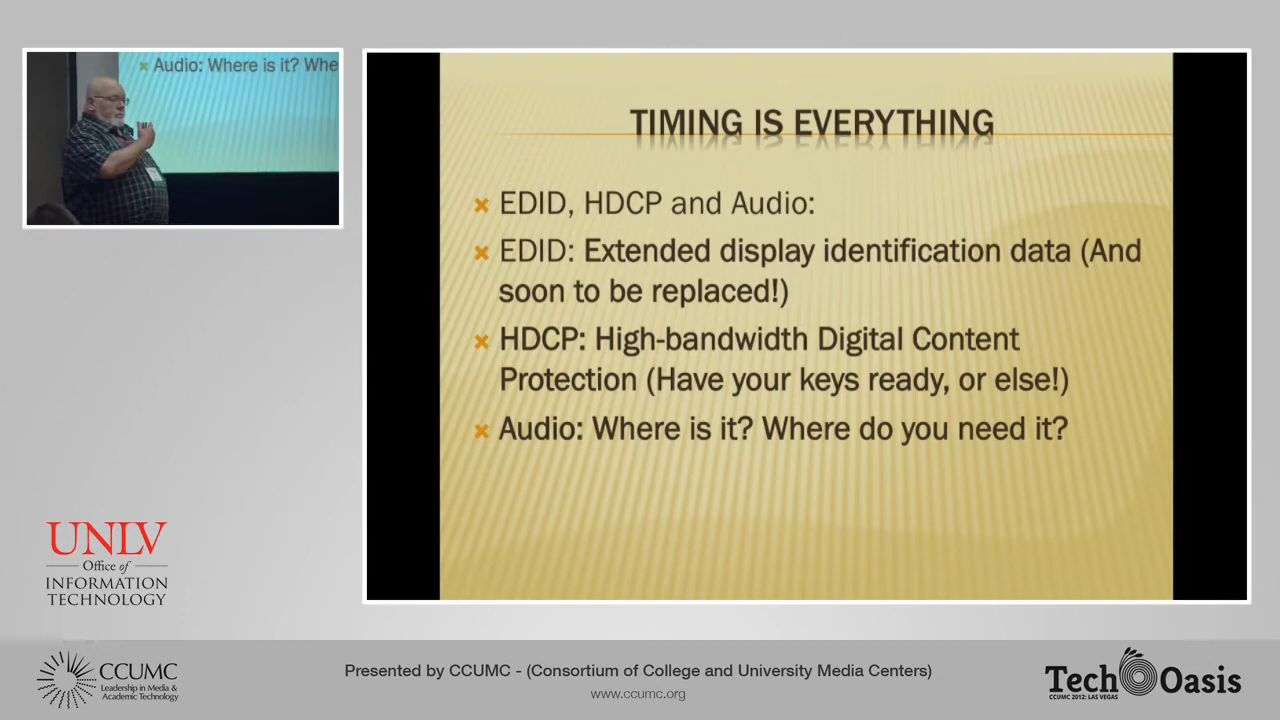 Audio: Where is it? Whe
TIMING IS EVERYTHING
EDID, HDCP and Audio:
EDID: Extended display identification data (And
soon to be replaced!)
HDCP: High-bandwidth Digital Content
Protection (Have your keys ready, or else!)
Audio: Where is it? Where do you need it?
UNLV
Office of
INFORMATION
TECHNOLOGY
CCUMC
Leadership in Media &
Academic Technology
Presented by CCUMC - (Consortium of College and University Media Centers)
www.ccumc.org
Tech Oasis
CCUMC 2012: LAS VEGAS